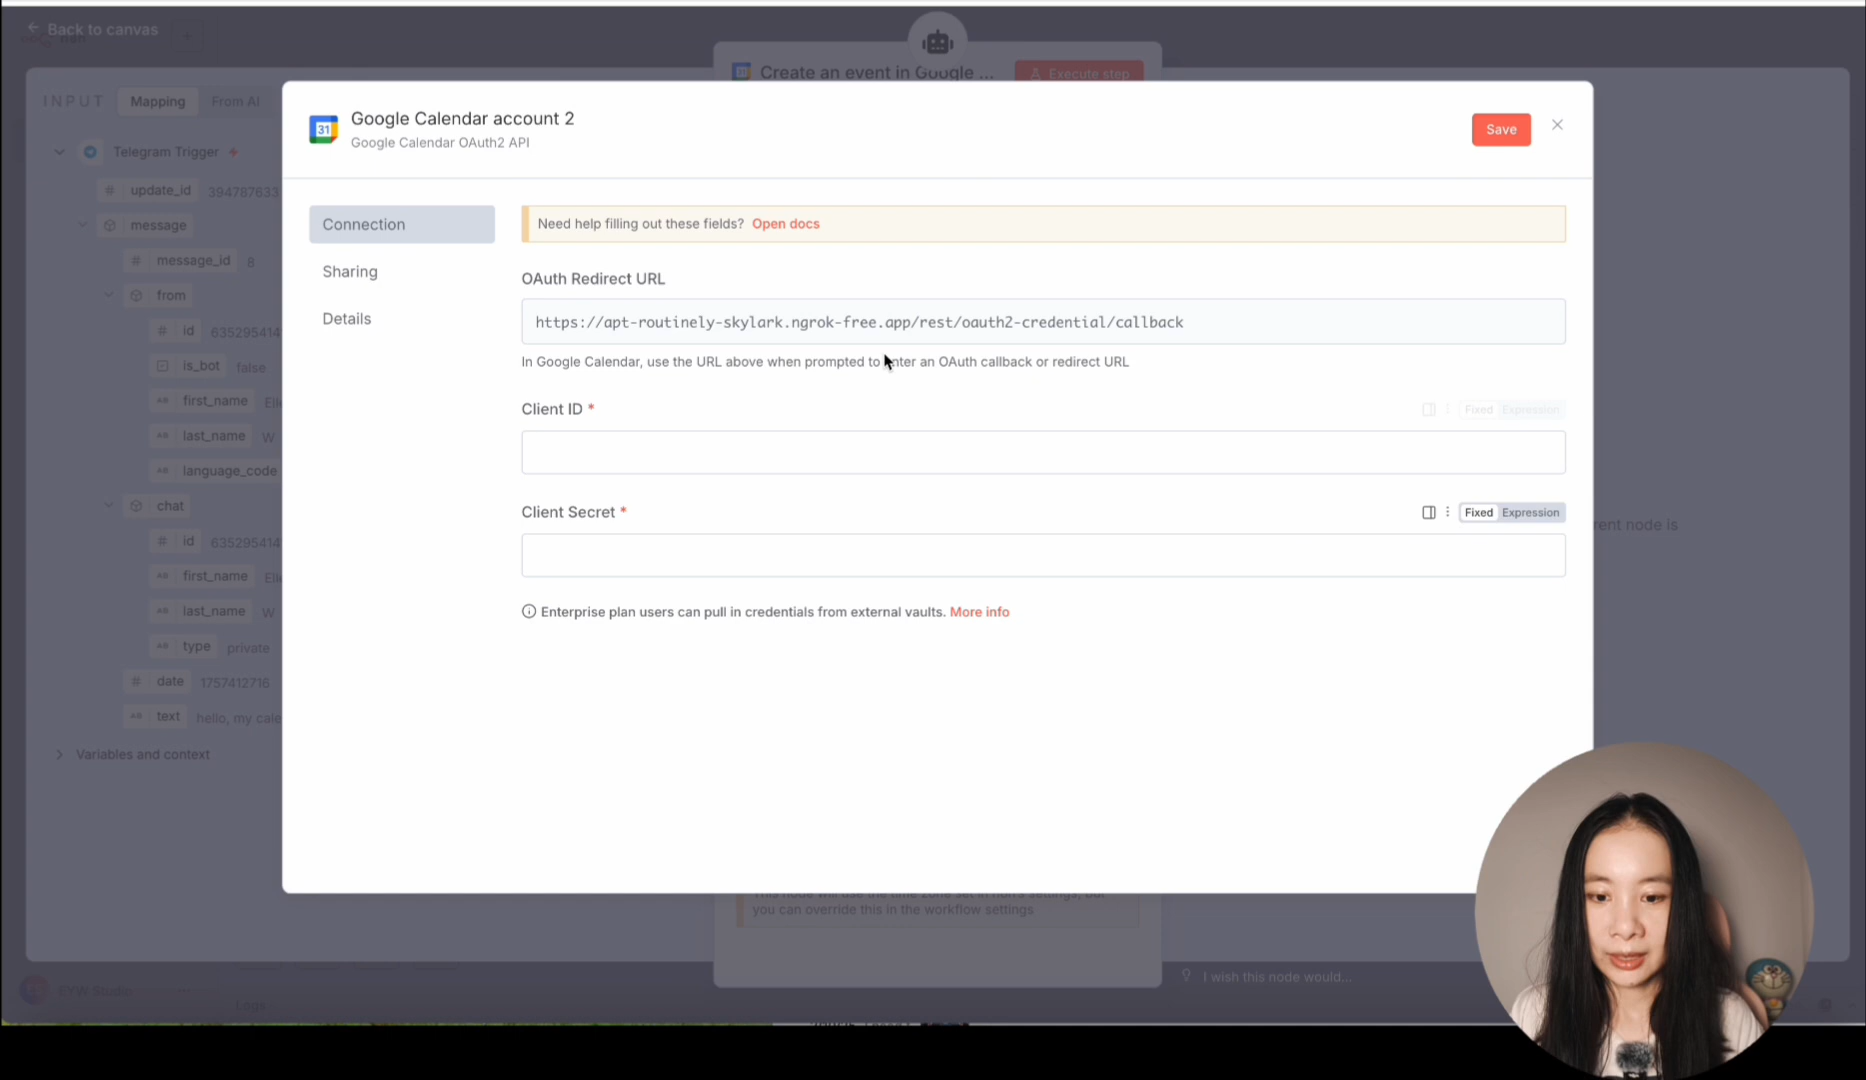 Back to canvas
Create an event in Google ...
Execute step
INPUT
Mapping
From AI
Telegram Trigger
update_id 394787633
message
message_id 8
from
id 635295414
is_bot false
first_name
last_name W
language_code
chat
id 635295414
first_name
last_name W
type private
date 1757412716
text hello, my cale
Variables and context
31
Google Calendar account 2
Google Calendar OAuth2 API
Save
Connection
Sharing
Details
Need help filling out these fields? Open docs
OAuth Redirect URL
https://apt-routinely-skylark.ngrok-free.app/rest/oauth2-credential/callback
In Google Calendar, use the URL above when prompted to enter an OAuth callback or redirect URL
Client ID *
Fixed Expression
Client Secret *
Fixed Expression
Enterprise plan users can pull in credentials from external vaults. More info
rent node is
This node will use the time zone set in n8n's settings, but
you can override this in the workflow settings
I wish this node would...
SYW Studio
Logs